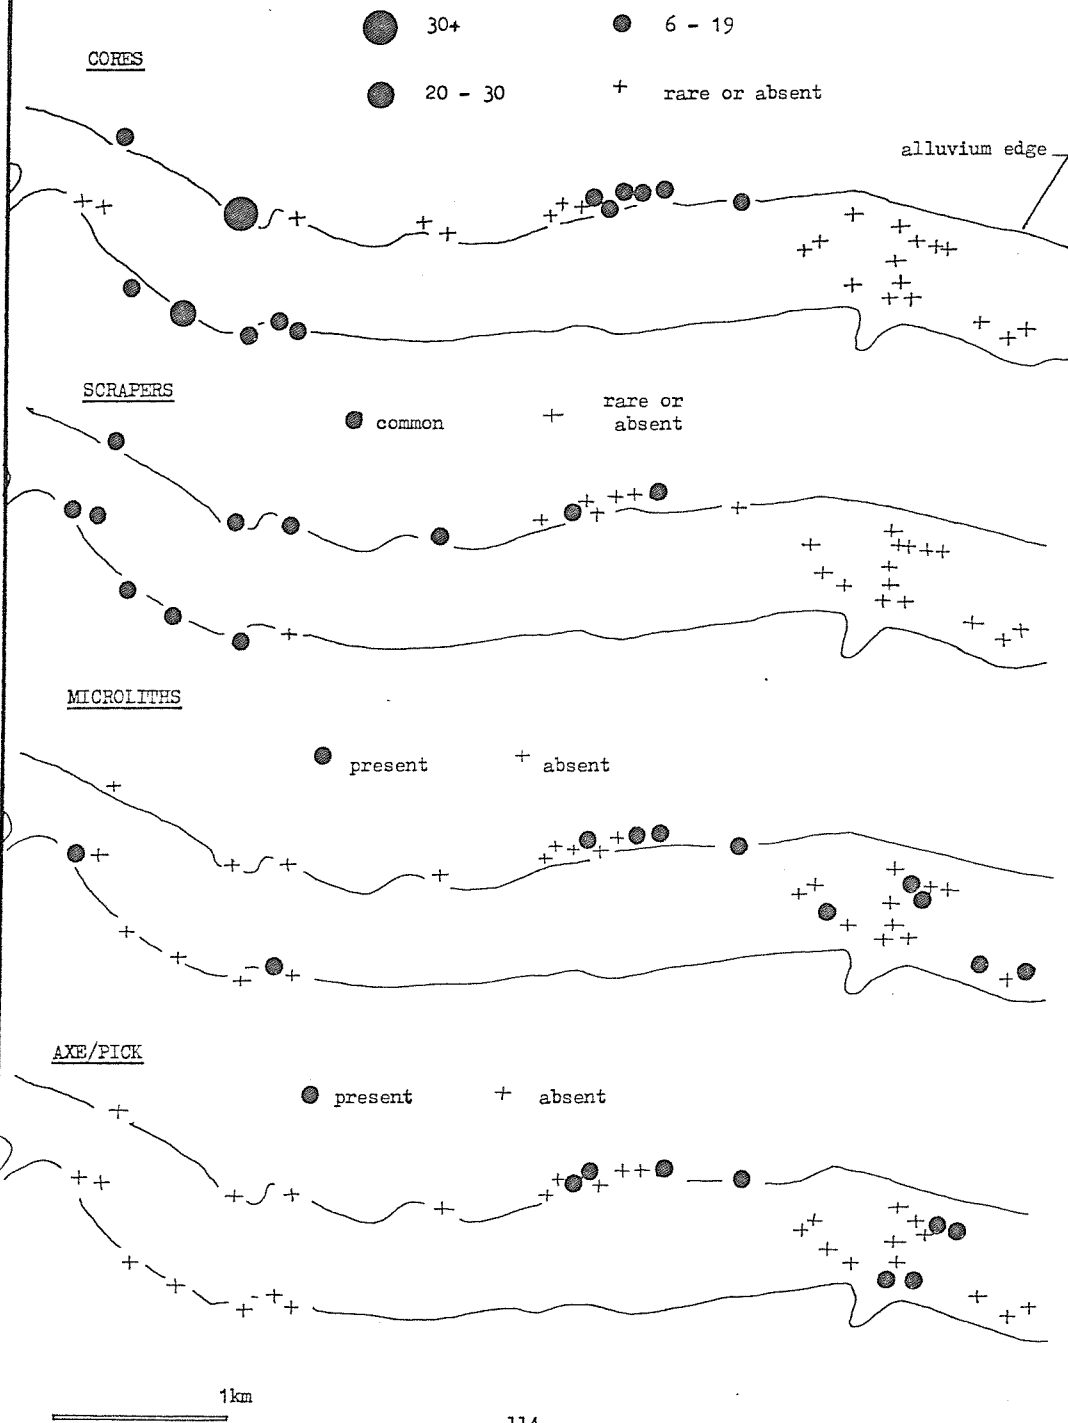 30+
6 - 19
CORES
20 - 30
+ rare or absent
alluvium edge
SCRAPERS
common
+ rare or
absent
MICROLITHS
present
+ absent
AXE/PICK
present
+ absent
1km
114